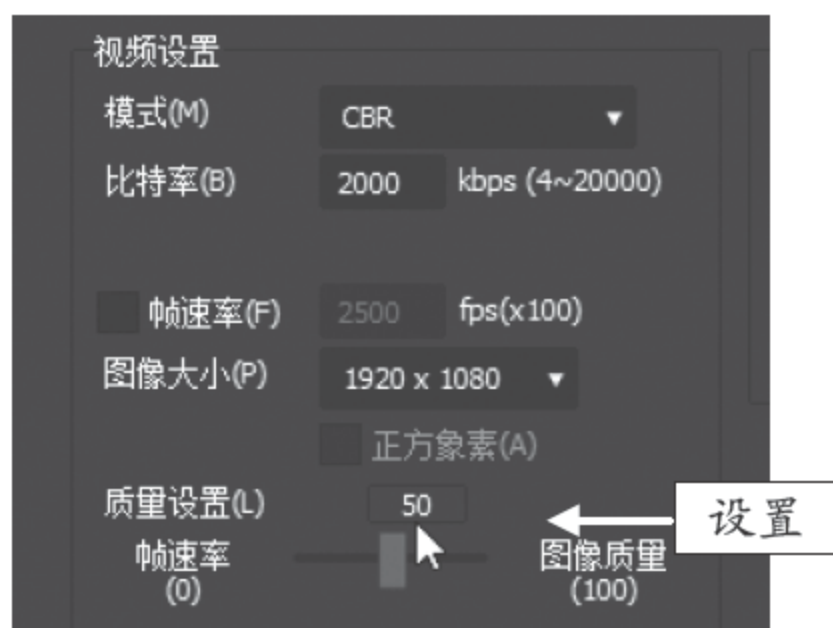 视频设置
模式(M) CBR
比特率(B) 2000 kbps (4~20000)
帧速率(F) 2500 fps(x100)
图像大小(P) 1920 x 1080
正方象素(A)
质量设置(L) 50
设置
帧速率 图像质量
(0) (100)